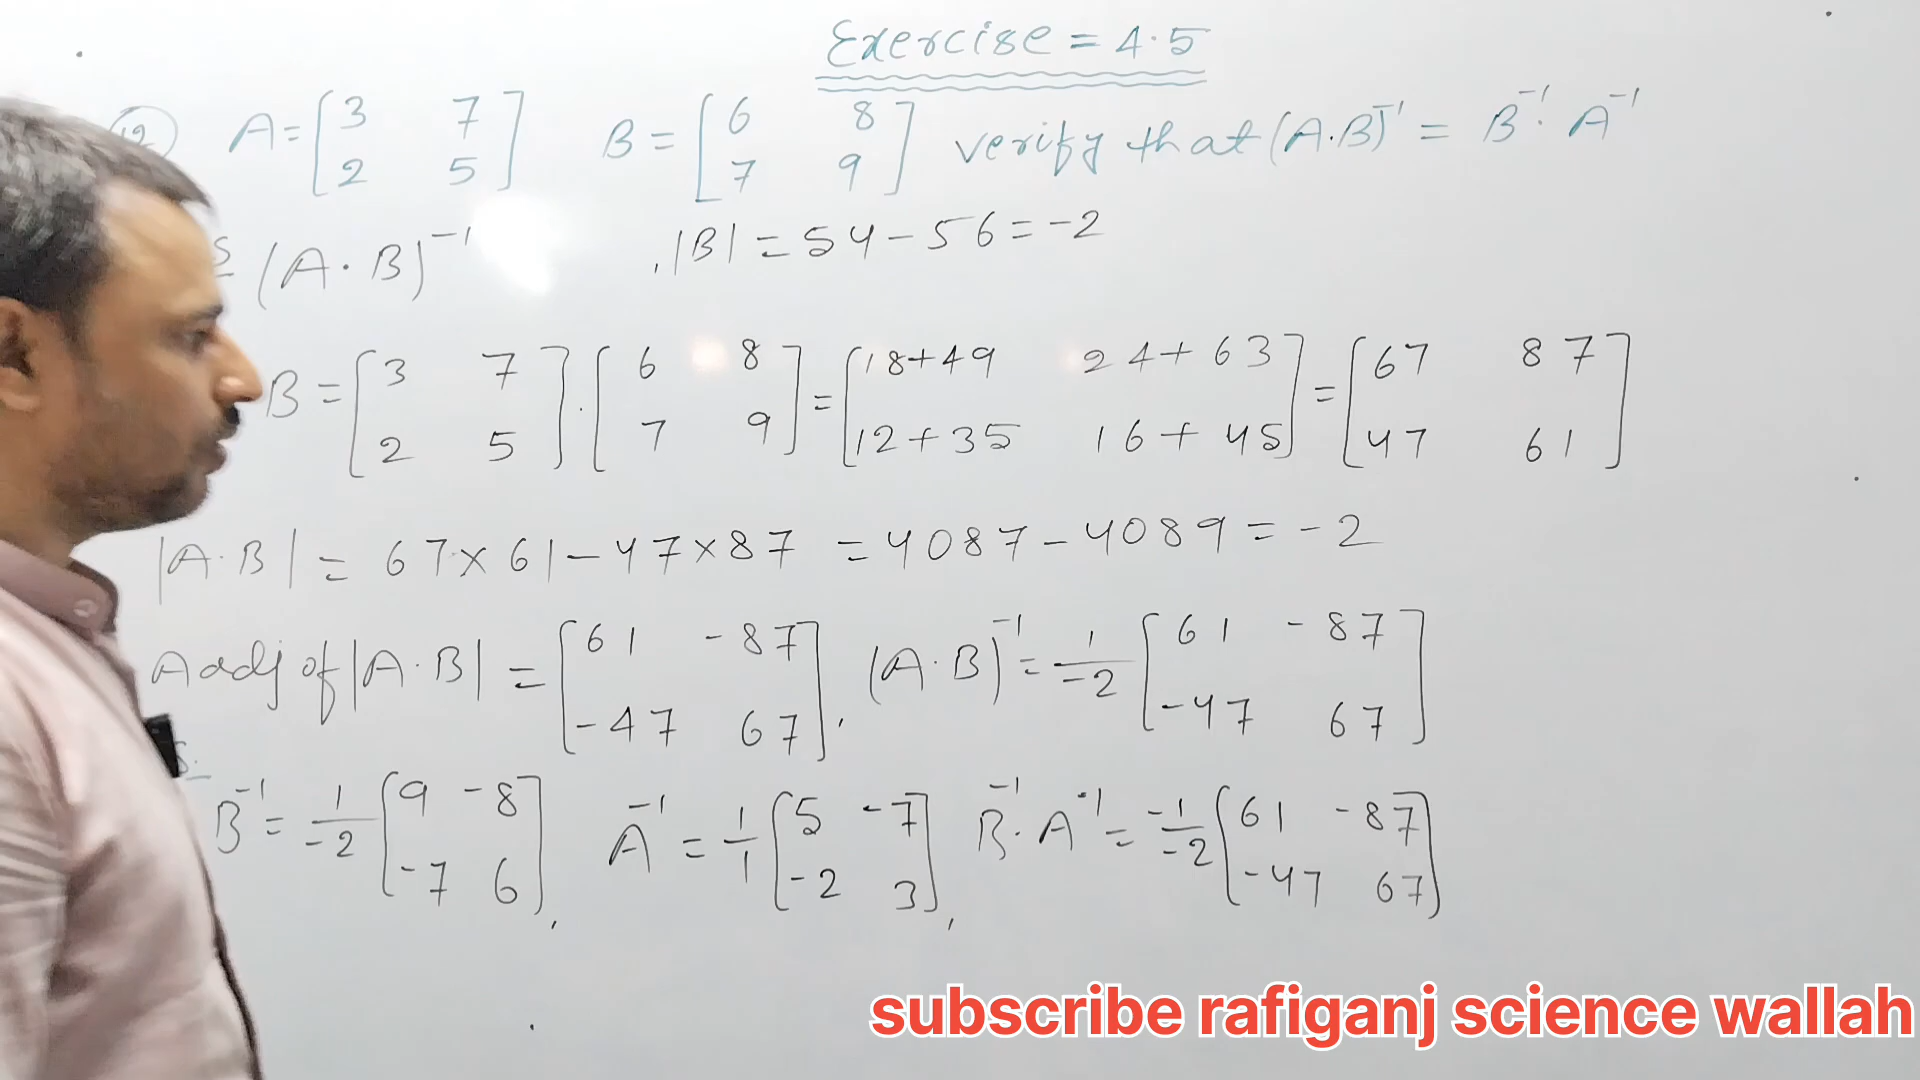 Exercise = 4.5
12 A = [3 7 2 5] B = [6 8 7 9] verify that (A.B)⁻¹ = B⁻¹. A⁻¹
S (A·B)⁻¹ , |B| = 54 - 56 = -2
B = [3 7 2 5] . [6 8 7 9] = [18+49 24+63 12+35 16+45] = [67 87 47 61]
|A·B| = 67×61 - 47×87 = 4087 - 4089 = -2
A adj of |A·B| = [61 -87 -47 67], (A·B)⁻¹ = 1/-2 [61 -87 -47 67]
S.
B⁻¹ = 1/-2 [9 -8 -7 6], A⁻¹ = 1/1 [5 -7 -2 3], B⁻¹. A⁻¹ = -1/-2 [61 -87 -47 67]
subscribe rafiganj science wallah